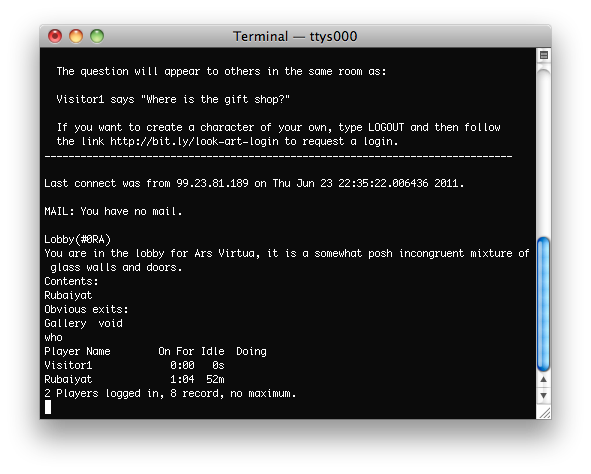 Terminal — ttys000
The question will appear to others in the same room as:
Visitor1 says "Where is the gift shop?"
If you want to create a character of your own, type LOGOUT and then follow
the link http://bit.ly/look-art-login to request a login.
------------------------------------------------------------------------------
Last connect was from 99.23.81.189 on Thu Jun 23 22:35:22.006436 2011.
MAIL: You have no mail.
Lobby(#0RA)
You are in the lobby for Ars Virtua, it is a somewhat posh incongruent mixture of
glass walls and doors.
Contents:
Rubaiyat
Obvious exits:
Gallery  void
who
Player Name        On For Idle  Doing
Visitor1             0:00   0s
Rubaiyat             1:04  52m
2 Players logged in, 8 record, no maximum.